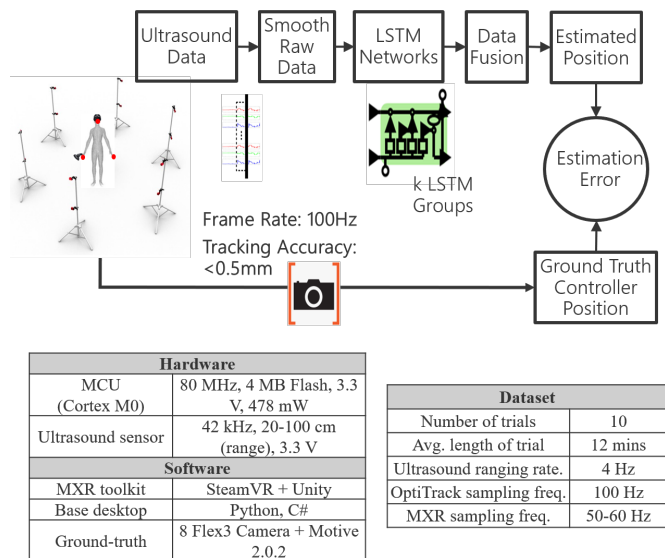 Ultrasound
Data
Smooth
Raw
Data
LSTM
Networks
Data
Fusion
Estimated
Position
k LSTM
Groups
Estimation
Error
Frame Rate: 100Hz
Tracking Accuracy:
<0.5mm
Ground Truth
Controller
Position
Hardware
MCU
(Cortex M0)
80 MHz, 4 MB Flash, 3.3
V, 478 mW
Ultrasound sensor
42 kHz, 20-100 cm
(range), 3.3 V
Software
MXR toolkit
SteamVR + Unity
Base desktop
Python, C#
Ground-truth
8 Flex3 Camera + Motive
2.0.2
Dataset
Number of trials
10
Avg. length of trial
12 mins
Ultrasound ranging rate.
4 Hz
OptiTrack sampling freq.
100 Hz
MXR sampling freq.
50-60 Hz